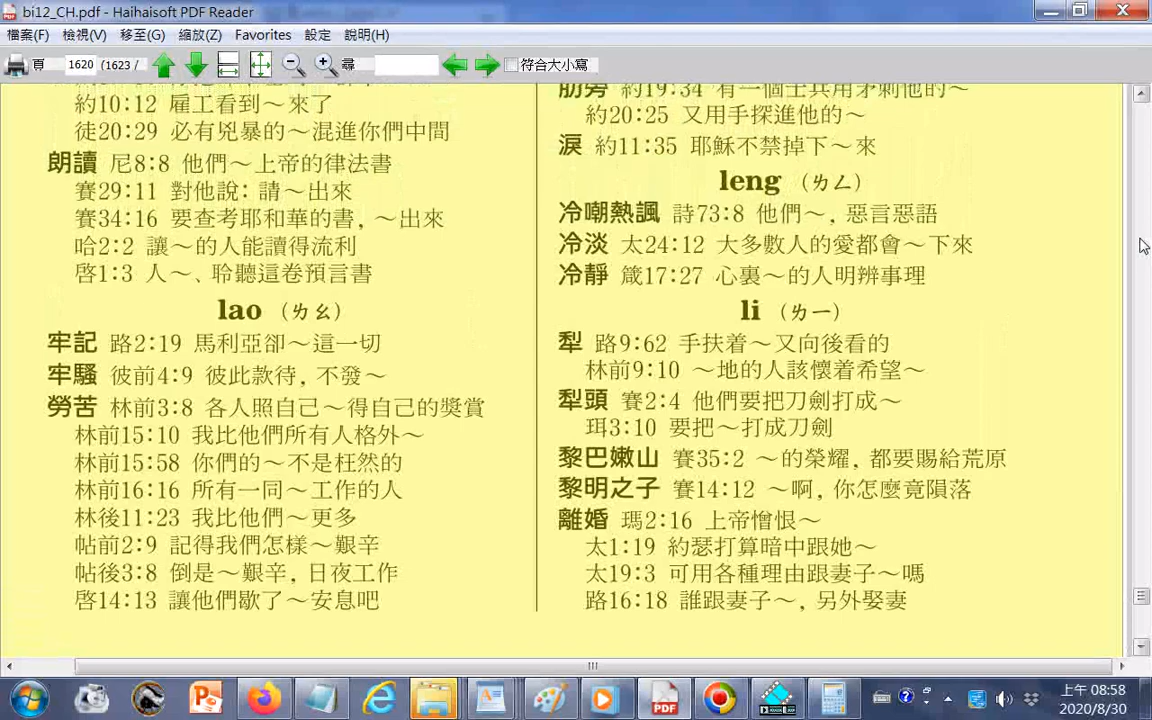 bi12_CH.pdf - Haihaisoft PDF Reader
檔案(F) 檢視(V) 移至(G) 縮放(Z) Favorites 設定 說明(H)
頁 1620 (1623 / 尋 符合大小寫
約10:12 雇工看到～來了
徒20:29 必有兇暴的～混進你們中間
朗讀 尼8:8 他們～上帝的律法書
賽29:11 對他說：請～出來
賽34:16 要查考耶和華的書，～出來
哈2:2 讓～的人能讀得流利
啓1:3 人～、聆聽這卷預言書
lao （ㄌㄠ）
牢記 路2:19 馬利亞卻～這一切
牢騷 彼前4:9 彼此款待，不發～
勞苦 林前3:8 各人照自己～得自己的獎賞
林前15:10 我比他們所有人格外～
林前15:58 你們的～不是枉然的
林前16:16 所有一同～工作的人
林後11:23 我比他們～更多
帖前2:9 記得我們怎樣～艱辛
帖後3:8 倒是～艱辛，日夜工作
啓14:13 讓他們歇了～安息吧
肋旁 約19:34 有一個士兵用矛刺他的～
約20:25 又用手探進他的～
淚 約11:35 耶穌不禁掉下～來
leng （ㄌㄥ）
冷嘲熱諷 詩73:8 他們～，惡言惡語
冷淡 太24:12 大多數人的愛都會～下來
冷靜 箴17:27 心裏～的人明辨事理
li （ㄌㄧ）
犁 路9:62 手扶着～又向後看的
林前9:10 ～地的人該懷着希望～
犁頭 賽2:4 他們要把刀劍打成～
珥3:10 要把～打成刀劍
黎巴嫩山 賽35:2 ～的榮耀，都要賜給荒原
黎明之子 賽14:12 ～啊，你怎麼竟隕落
離婚 瑪2:16 上帝憎恨～
太1:19 約瑟打算暗中跟她～
太19:3 可用各種理由跟妻子～嗎
路16:18 誰跟妻子～，另外娶妻
上午 08:58
2020/8/30